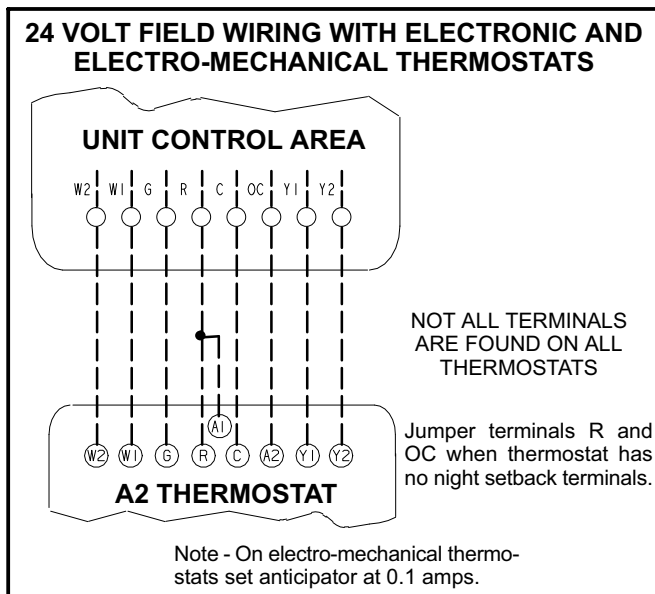 24 VOLT FIELD WIRING WITH ELECTRONIC AND
ELECTRO-MECHANICAL THERMOSTATS
UNIT CONTROL AREA
W2 W1 G R C OC Y1 Y2
NOT ALL TERMINALS
ARE FOUND ON ALL
THERMOSTATS
A1
W2 W1 G R C A2 Y1 Y2
Jumper terminals R and
OC when thermostat has
no night setback terminals.
A2 THERMOSTAT
Note - On electro-mechanical thermo-
stats set anticipator at 0.1 amps.